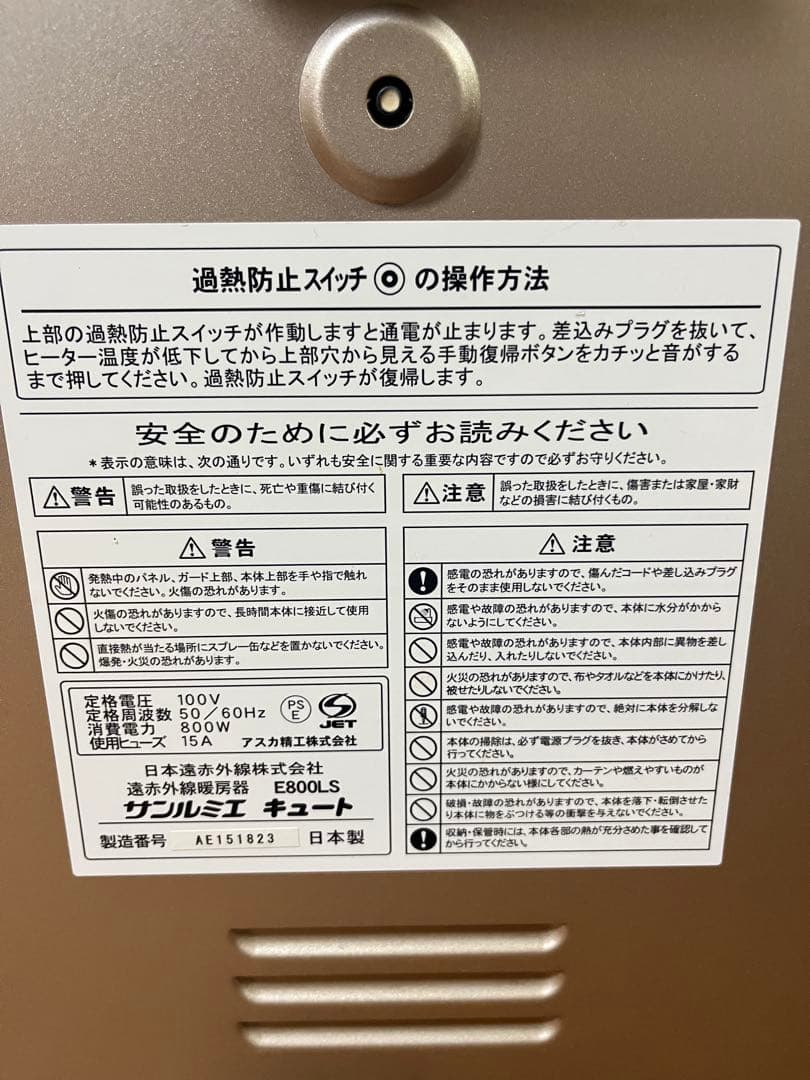 過熱防止スイッチ◎の操作方法
上部の過熱防止スイッチが作動しますと通電が止まります。差込みプラグを抜いて、
ヒーター温度が低下してから上部穴から見える手動復帰ボタンをカチッと音がする
まで押してください。過熱防止スイッチが復帰します。
安全のために必ずお読みください
*表示の意味は、次の通りです。いずれも安全に関する重要な内容ですので必ずお守りください。
警告
誤った取扱をしたときに、死亡や重傷に結び付く
可能性のあるもの。
注意
誤った取扱をしたときに、傷害または家屋・家財
などの損害に結び付くもの。
警告
発熱中のパネル、ガード上部、本体上部を手や指で触れ
ないでください。火傷の恐れがあります。
火傷の恐れがありますので、長時間本体に接近して使用
しないでください。
直接熱が当たる場所にスプレー缶などを置かないでください。
爆発・火災の恐れがあります。
注意
感電の恐れがありますので、傷んだコードや差し込みプラグ
をそのまま使用しないでください。
感電や故障の恐れがありますので、本体に水分がかから
ないようにしてください。
感電や故障の恐れがありますので、本体内部に異物を差し
込んだり、入れたりしないでください。
火災の恐れがありますので、布やタオルなどを本体にかけたり、
被せたりしないでください。
感電や故障の恐れがありますので、絶対に本体を分解しな
いでください。
本体の掃除は、必ず電源プラグを抜き、本体がさめてから
行ってください。
火災の恐れがありますので、カーテンや燃えやすいものが
本体にかからない様にしてください。
破損・故障の恐れがありますので、本体を落下・転倒させた
り本体に物をぶつける等の衝撃を与えないでください。
収納・保管時には、本体各部の熱が充分さめた事を確認して
から行ってください。
定格電圧 100V
定格周波数 50/60Hz
消費電力 800W
使用ヒューズ 15A
PS
E
JET
アスカ精工株式会社
日本遠赤外線株式会社
遠赤外線暖房器 E800LS
サンルミエ キュート
製造番号 AE151823 日本製